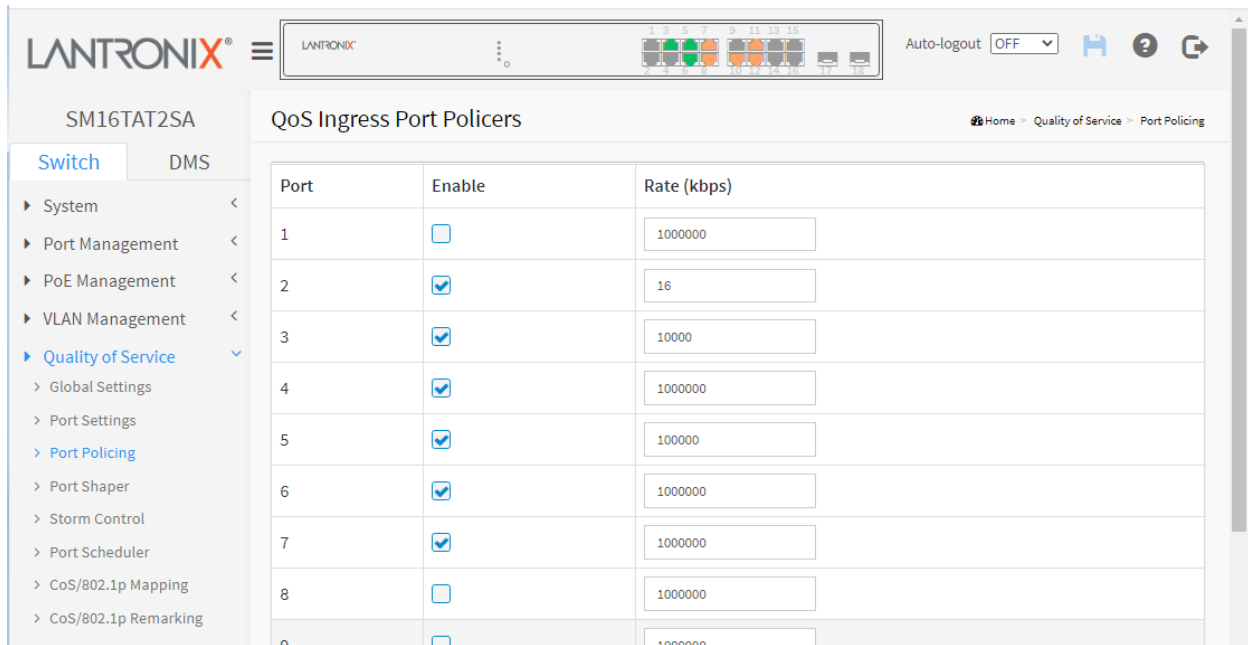 LANTRONIX®
LANTRONIX
1 3 5 7 9 11 13 15
2 4 6 8 10 12 14 16 17 18
Auto-logout OFF
SM16TAT2SA
Switch DMS
System
Port Management
PoE Management
VLAN Management
Quality of Service
Global Settings
Port Settings
Port Policing
Port Shaper
Storm Control
Port Scheduler
CoS/802.1p Mapping
CoS/802.1p Remarking
QoS Ingress Port Policers
Home > Quality of Service > Port Policing
Port Enable Rate (kbps)
1 1000000
2 16
3 10000
4 1000000
5 100000
6 1000000
7 1000000
8 1000000
9 1000000